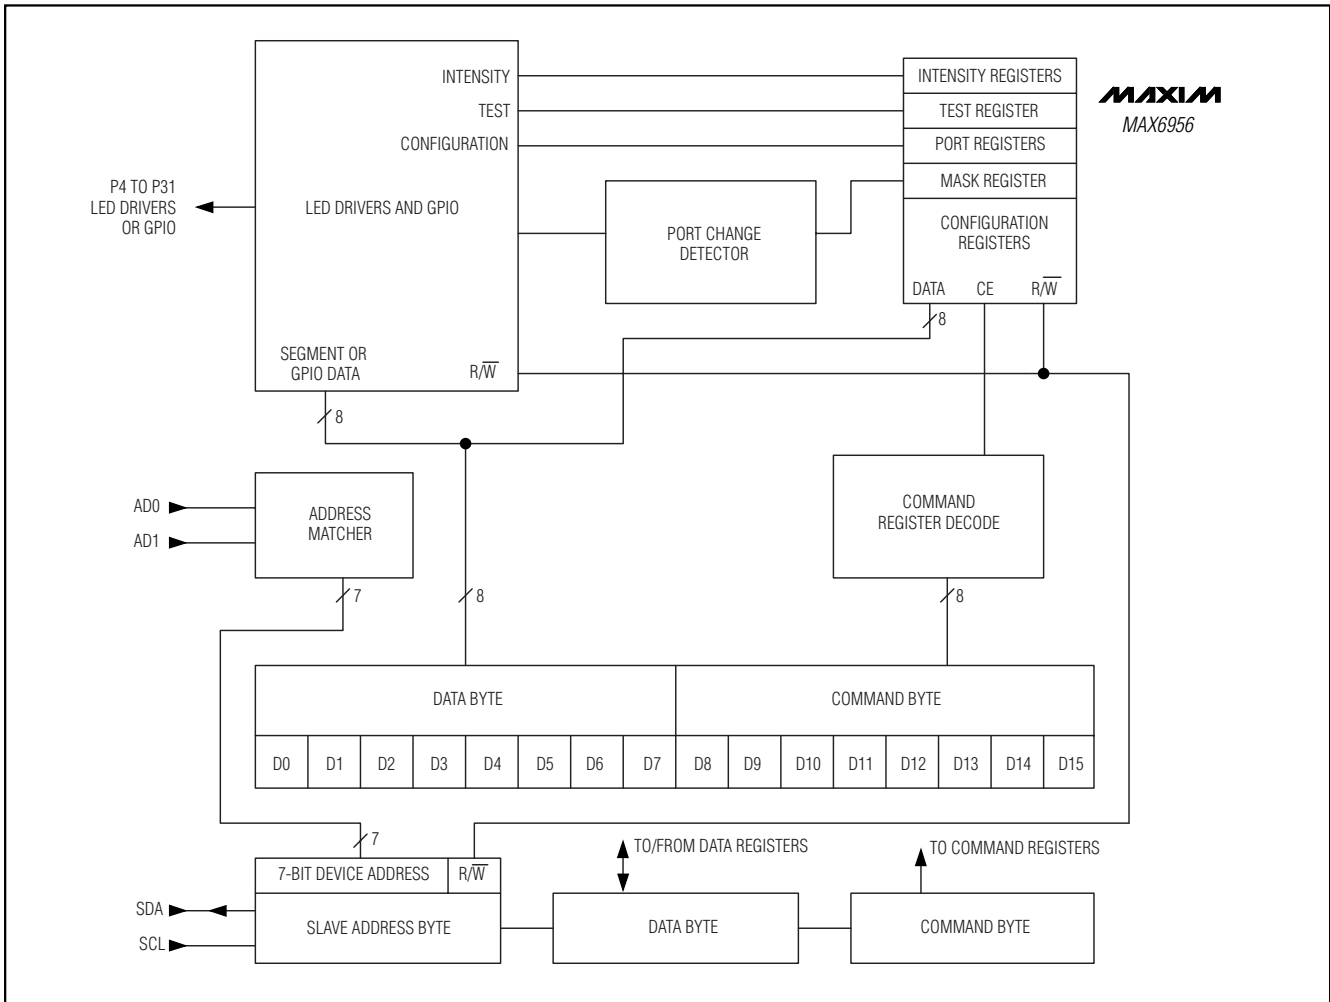 INTENSITY
TEST
CONFIGURATION
INTENSITY REGISTERS
TEST REGISTER
PORT REGISTERS
MASK REGISTER
CONFIGURATION
REGISTERS
DATA CE R/W̅
MAXIM
MAX6956
P4 TO P31
LED DRIVERS
OR GPIO
LED DRIVERS AND GPIO
PORT CHANGE
DETECTOR
8
SEGMENT OR
GPIO DATA
R/W̅
8
AD0
AD1
ADDRESS
MATCHER
COMMAND
REGISTER DECODE
7
8
8
DATA BYTE COMMAND BYTE
D0 D1 D2 D3 D4 D5 D6 D7 D8 D9 D10 D11 D12 D13 D14 D15
7
TO/FROM DATA REGISTERS
TO COMMAND REGISTERS
7-BIT DEVICE ADDRESS R/W̅
SDA
SCL
SLAVE ADDRESS BYTE
DATA BYTE
COMMAND BYTE